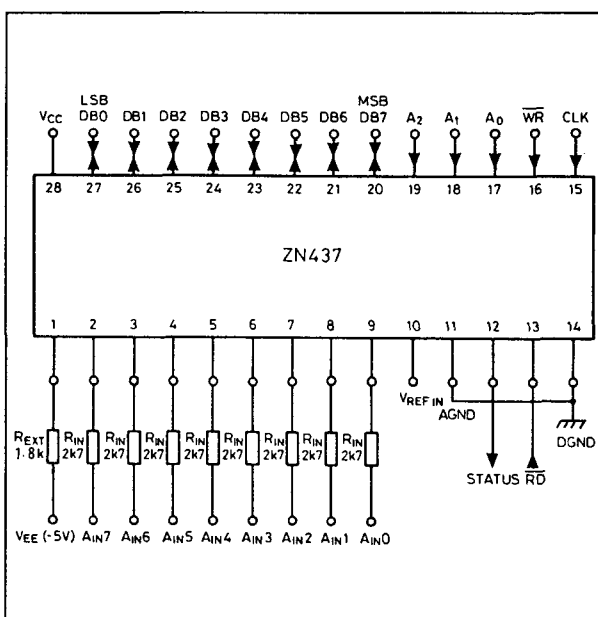 LSB MSB
VCC DB0 DB1 DB2 DB3 DB4 DB5 DB6 DB7 A2 A1 A0 WR CLK
28 27 26 25 24 23 22 21 20 19 18 17 16 15
ZN437
1 2 3 4 5 6 7 8 9 10 11 12 13 14
VREF IN AGND DGND
REXT RIN RIN RIN RIN RIN RIN RIN RIN
1.8k 2k7 2k7 2k7 2k7 2k7 2k7 2k7 2k7
STATUS RD
VEE (-5V) AIN7 AIN6 AIN5 AIN4 AIN3 AIN2 AIN1 AIN0